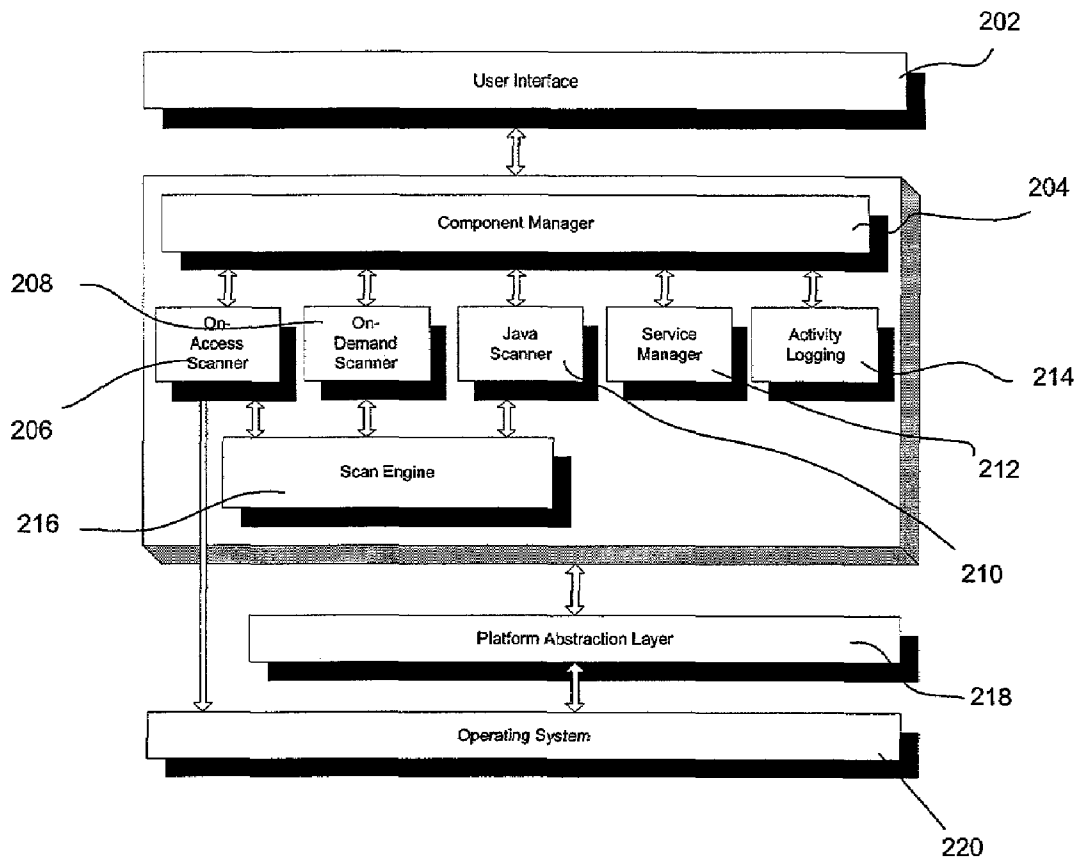 202
User Interface
204
Component Manager
208
On-
Access
Scanner
On-
Demand
Scanner
Java
Scanner
Service
Manager
Activity
Logging
214
206
212
Scan Engine
216
210
Platform Abstraction Layer
218
Operating System
220